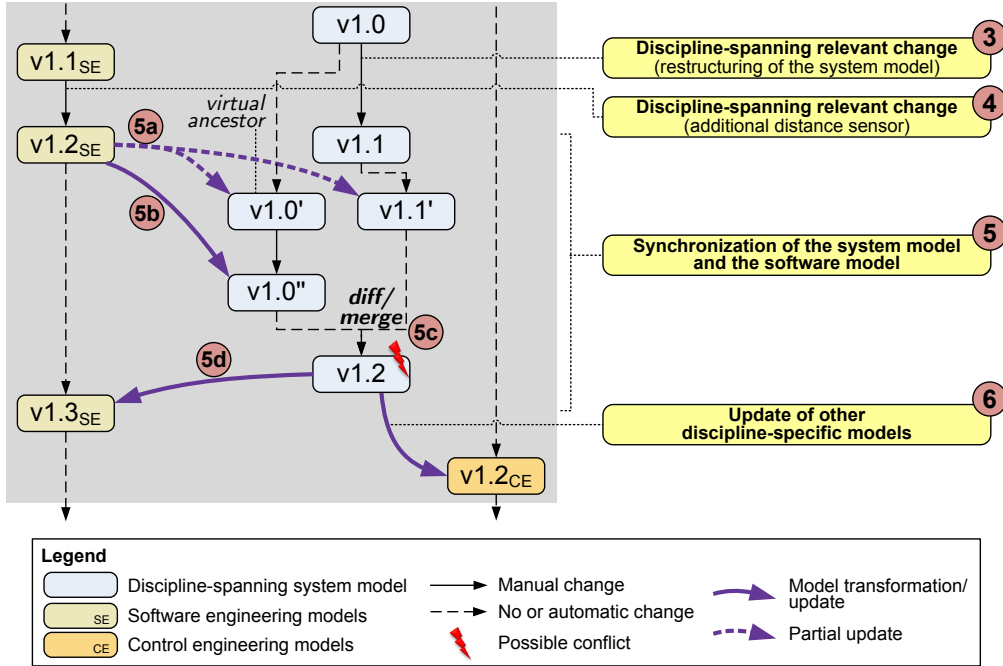 v1.0
3
Discipline-spanning relevant change
(restructuring of the system model)
v1.1SE
4
Discipline-spanning relevant change
(additional distance sensor)
virtual
ancestor
5a
v1.2SE
v1.1
5b
v1.0'
v1.1'
5
Synchronization of the system model
and the software model
v1.0"
diff/
merge
5c
5d
v1.2
6
Update of other
discipline-specific models
v1.3SE
v1.2CE
Legend
Discipline-spanning system model
SE Software engineering models
CE Control engineering models
Manual change
No or automatic change
Possible conflict
Model transformation/
update
Partial update